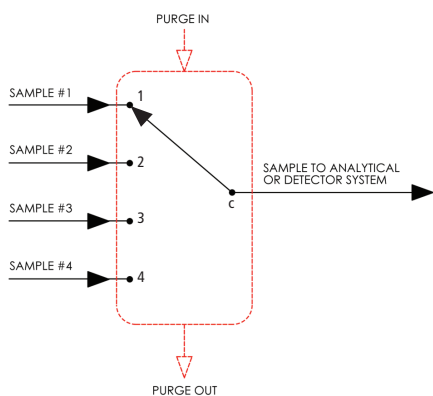 PURGE IN
SAMPLE #1
1
SAMPLE #2
2
SAMPLE TO ANALYTICAL
OR DETECTOR SYSTEM
c
SAMPLE #3
3
SAMPLE #4
4
PURGE OUT